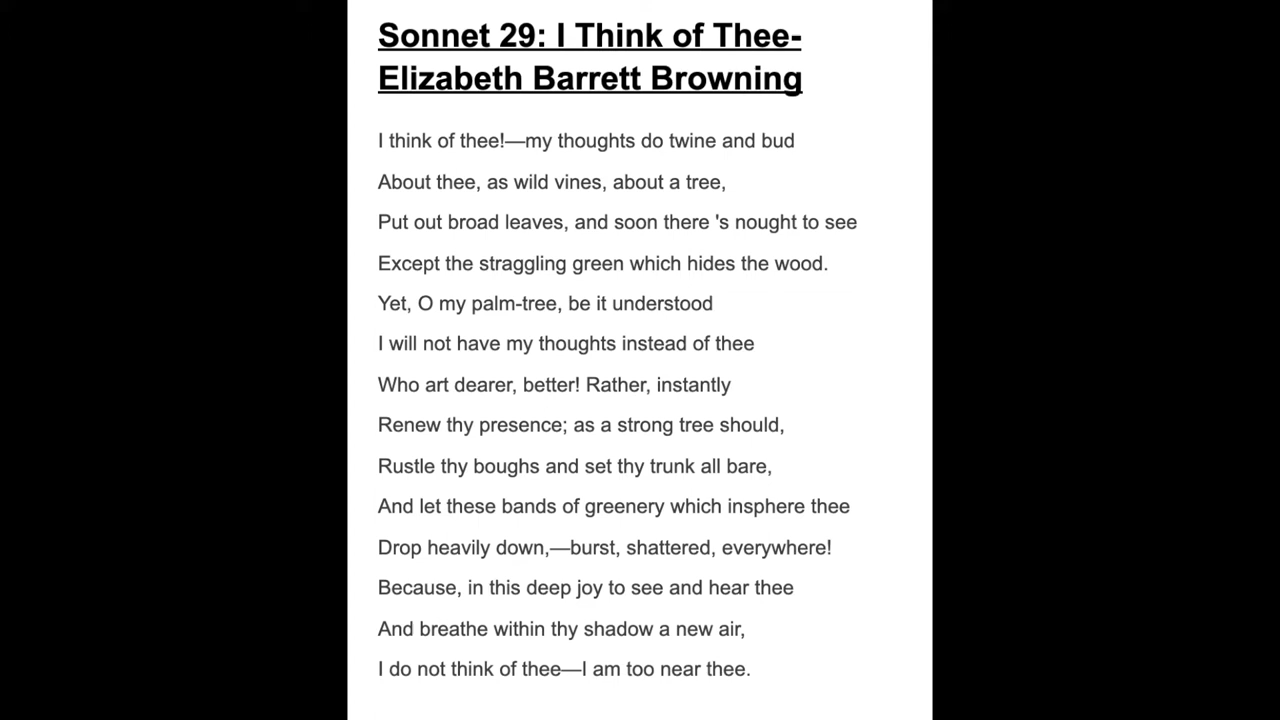 Sonnet 29: I Think of Thee-
Elizabeth Barrett Browning
I think of thee!—my thoughts do twine and bud
About thee, as wild vines, about a tree,
Put out broad leaves, and soon there 's nought to see
Except the straggling green which hides the wood.
Yet, O my palm-tree, be it understood
I will not have my thoughts instead of thee
Who art dearer, better! Rather, instantly
Renew thy presence; as a strong tree should,
Rustle thy boughs and set thy trunk all bare,
And let these bands of greenery which insphere thee
Drop heavily down,—burst, shattered, everywhere!
Because, in this deep joy to see and hear thee
And breathe within thy shadow a new air,
I do not think of thee—I am too near thee.